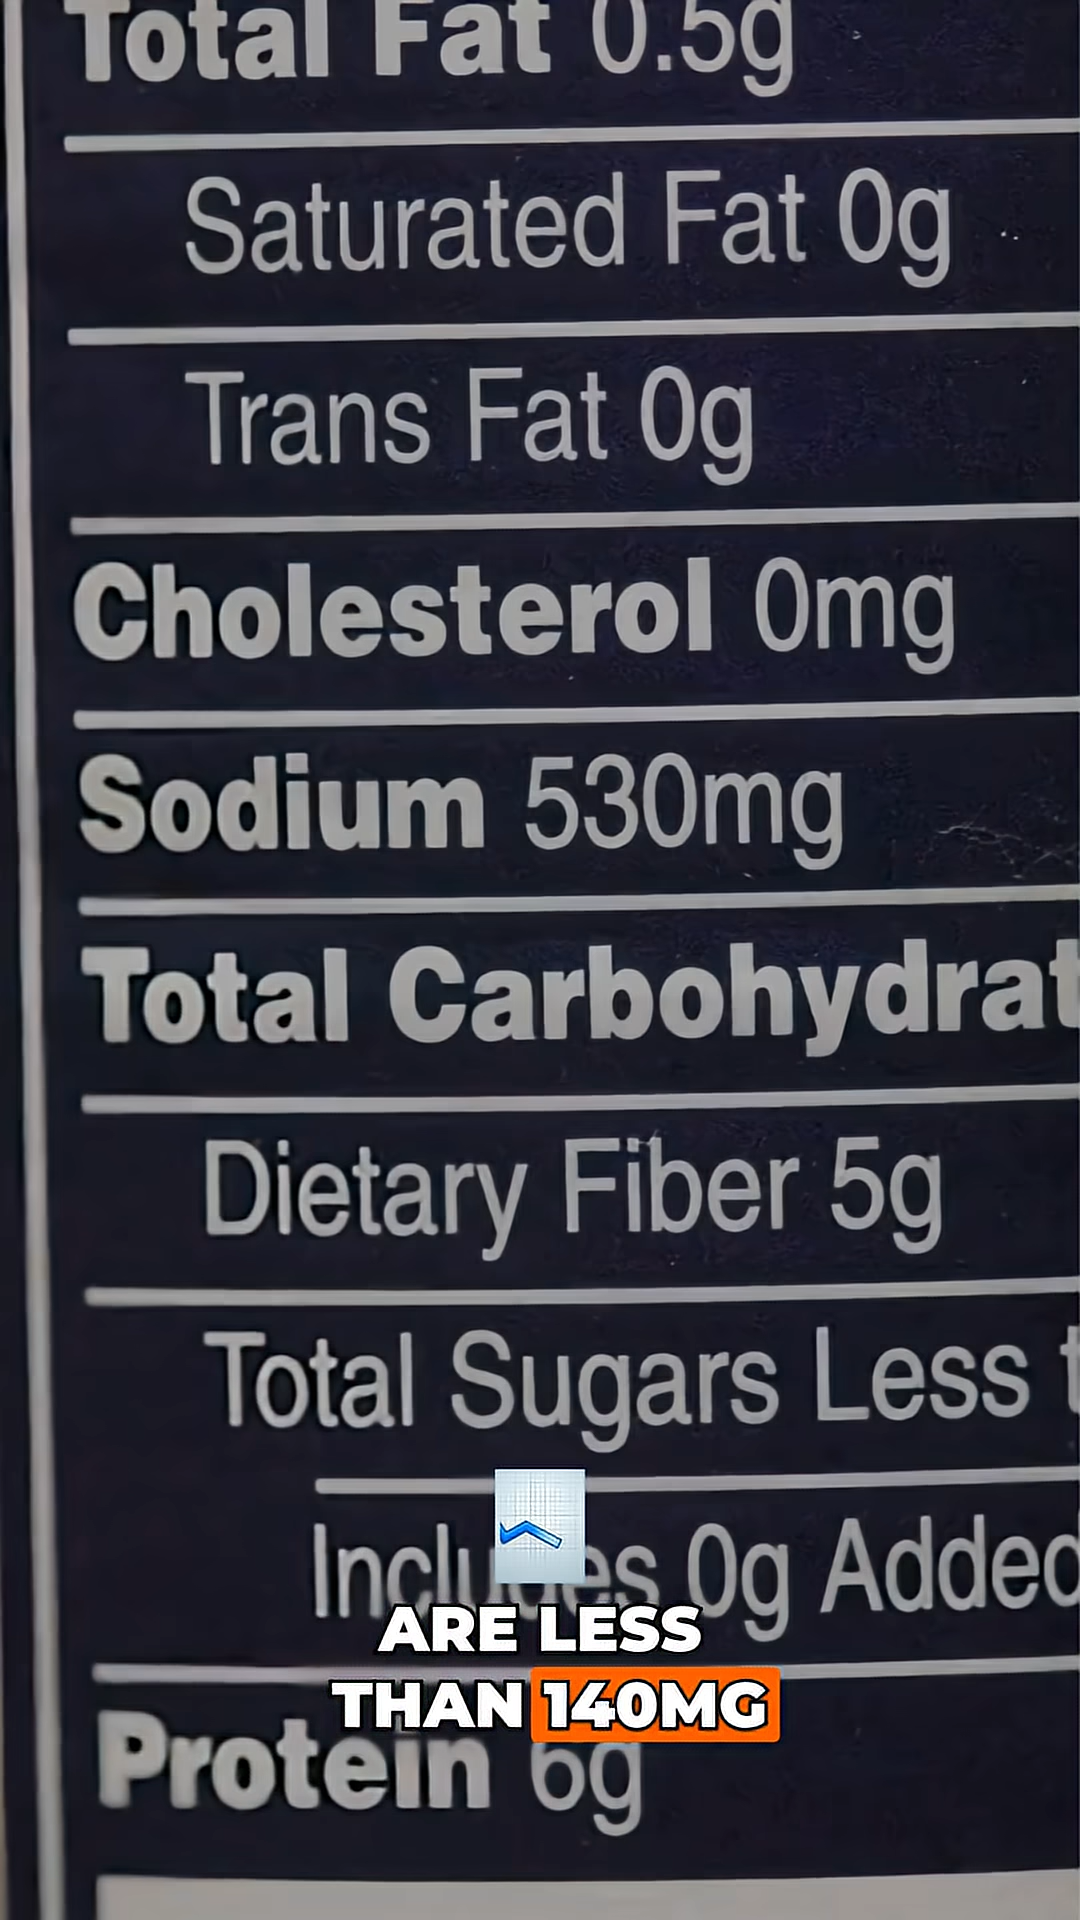 Total Fat 0.5g
Saturated Fat 0g
Trans Fat 0g
Cholesterol 0mg
Sodium 530mg
Total Carbohydrat
Dietary Fiber 5g
Total Sugars Less t
Includes 0g Added
ARE LESS
THAN 140MG
Protein 6g